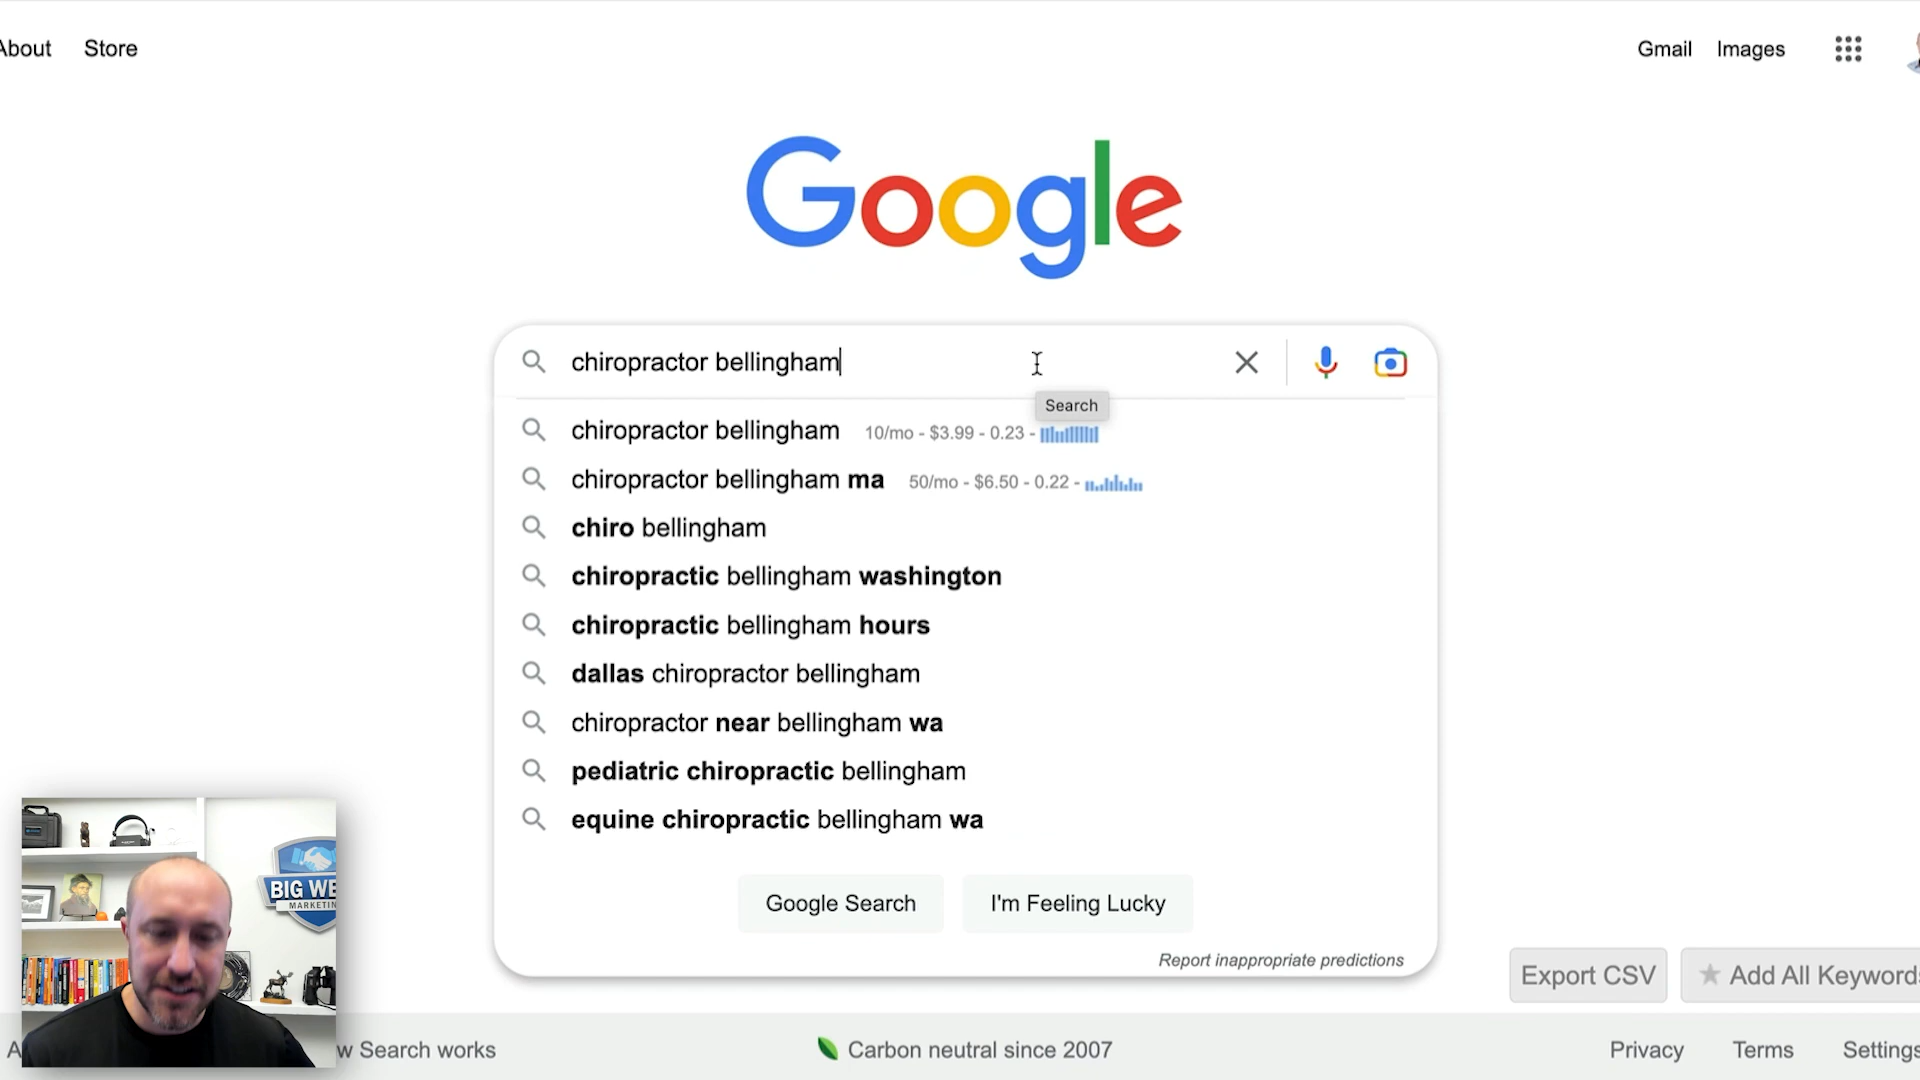 About Store
Gmail Images
Google
chiropractor bellingham
Search
chiropractor bellingham 10/mo - $3.99 - 0.23 -
chiropractor bellingham ma 50/mo - $6.50 - 0.22 -
chiro bellingham
chiropractic bellingham washington
chiropractic bellingham hours
dallas chiropractor bellingham
chiropractor near bellingham wa
pediatric chiropractic bellingham
equine chiropractic bellingham wa
Google Search I'm Feeling Lucky
Report inappropriate predictions
Export CSV Add All Keywords
BIG WE
MARKETIN
A
w Search works
Carbon neutral since 2007
Privacy Terms Settings